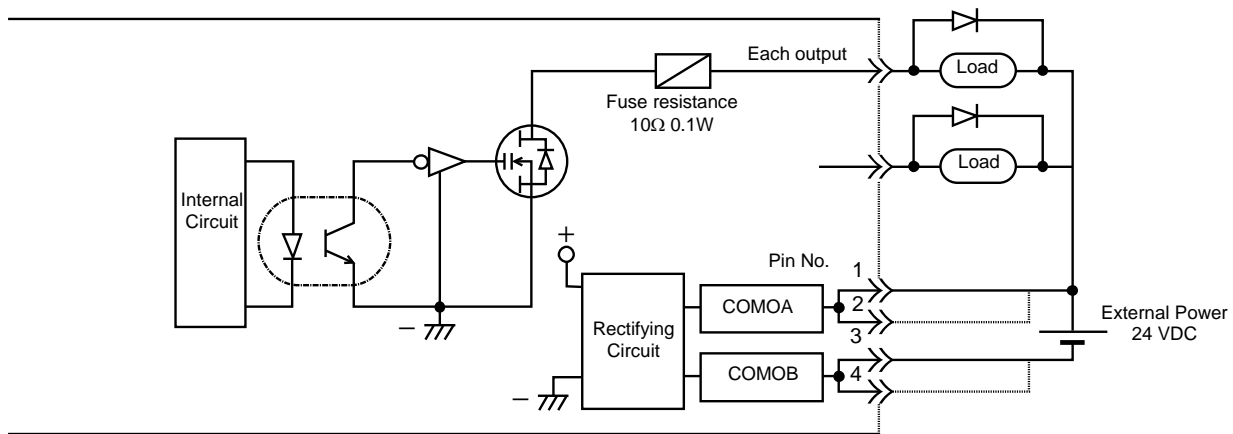 Each output
Load
Fuse resistance
10Ω 0.1W
Load
Internal
Circuit
+
Pin No.
1
COMOA
2
Rectifying
Circuit
External Power
24 VDC
3
COMOB
4
−
−